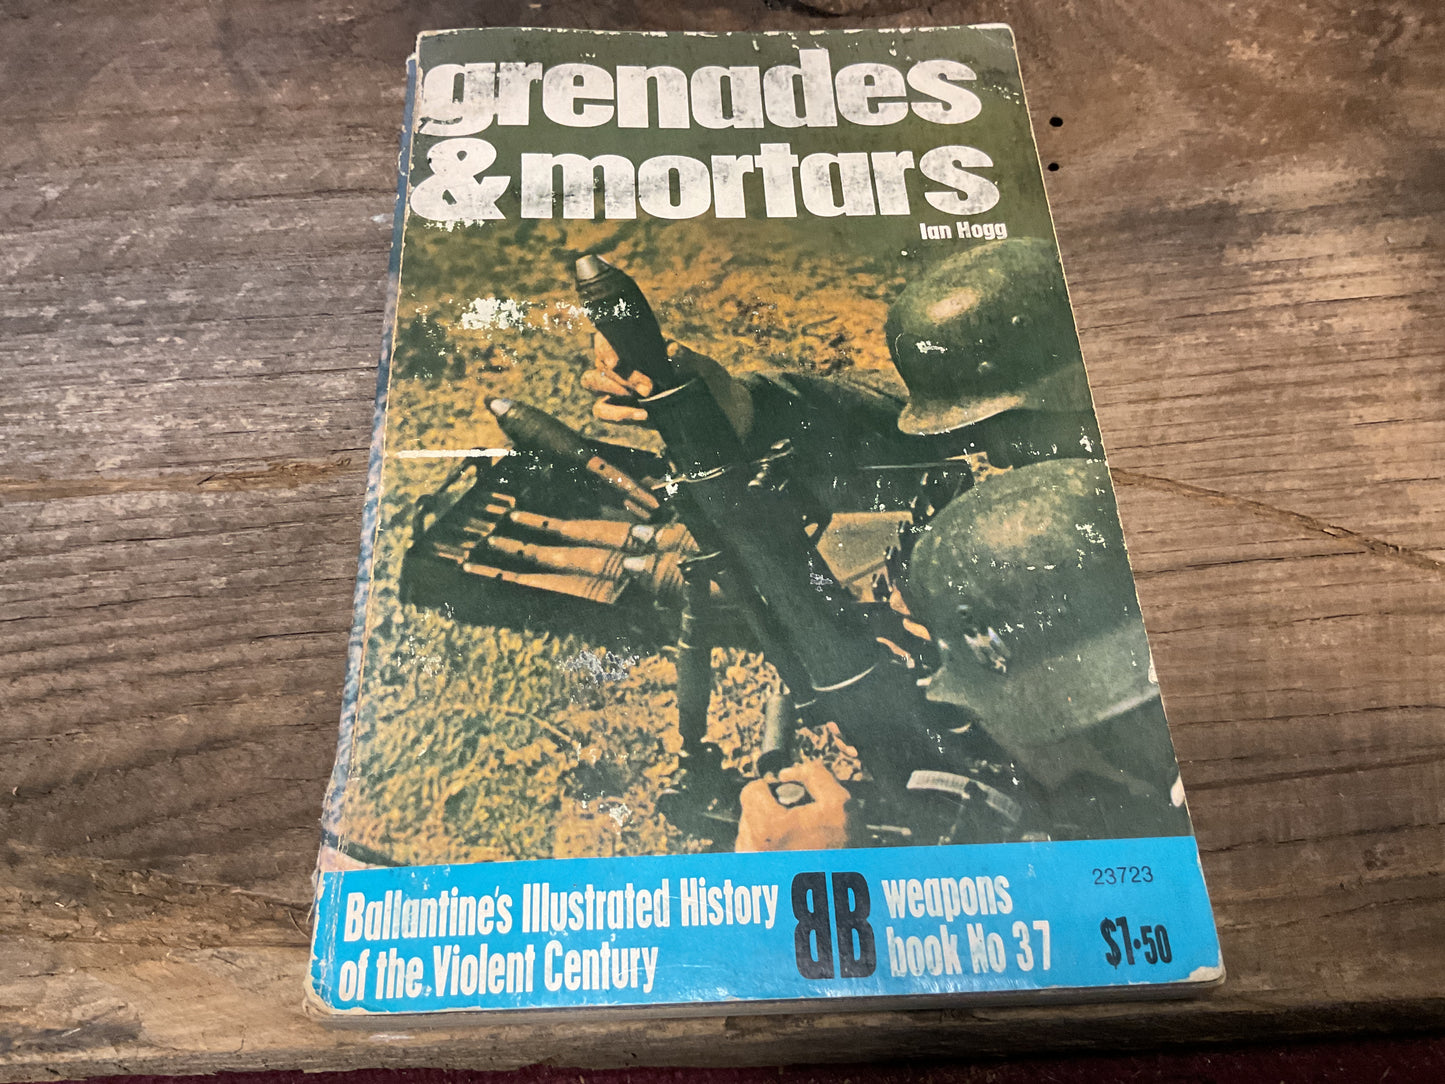 grenades
& mortars
Ian Hogg
Ballantine's Illustrated History
of the Violent Century
BB
weapons
book No 37
23723
$1.50